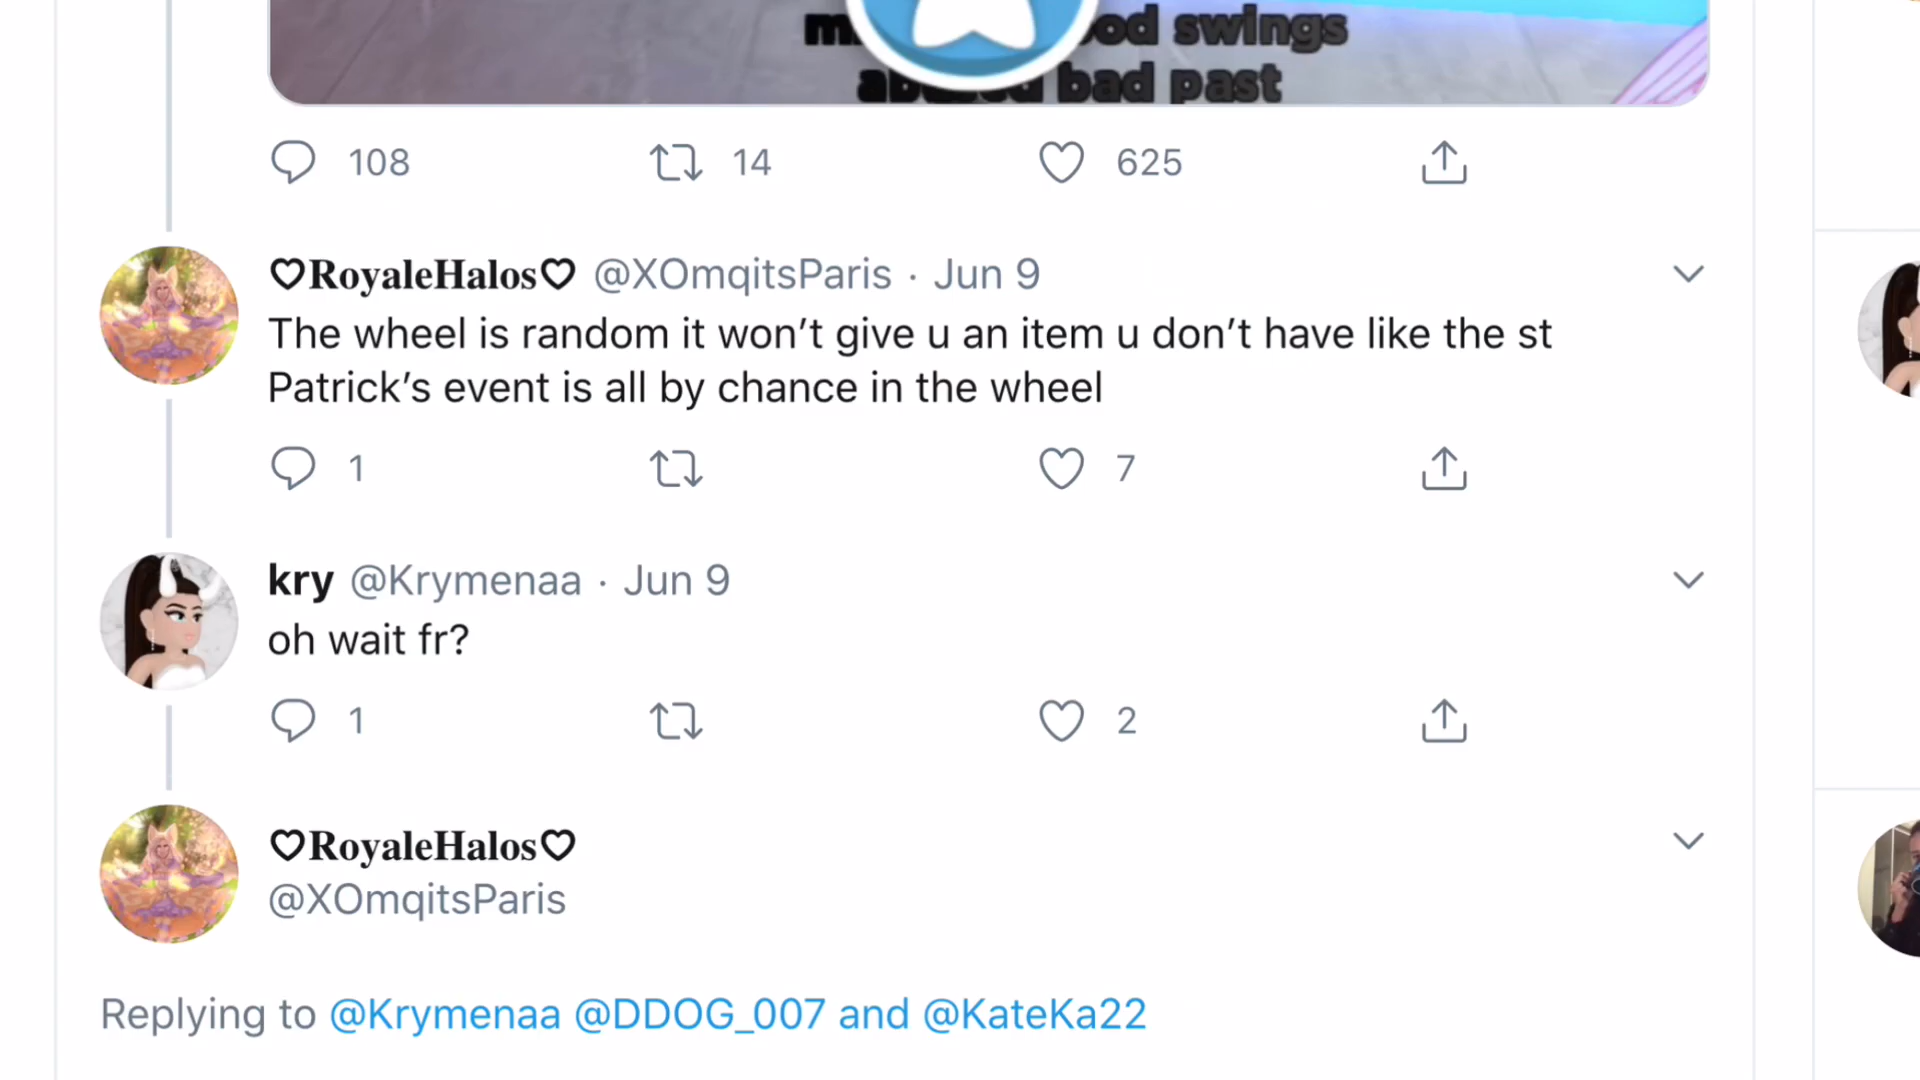 od swings
bad past
108 14 625
♡RoyaleHalos♡ @XOmqitsParis · Jun 9
The wheel is random it won’t give u an item u don’t have like the st
Patrick’s event is all by chance in the wheel
1 7
kry @Krymenaa · Jun 9
oh wait fr?
1 2
♡RoyaleHalos♡
@XOmqitsParis
Replying to @Krymenaa @DDOG_007 and @KateKa22